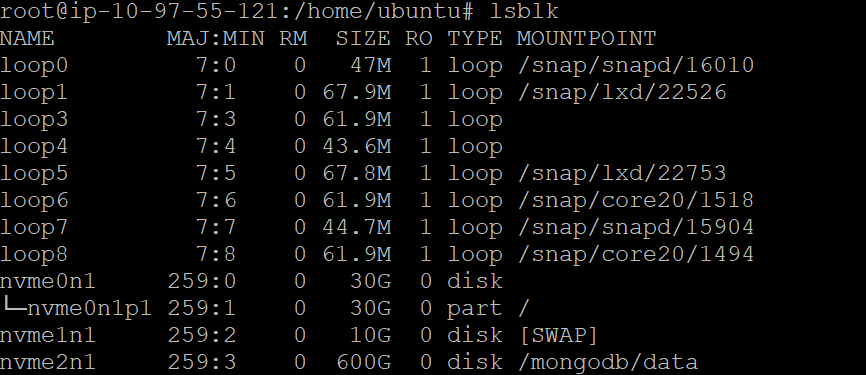 root@ip-10-97-55-121:/home/ubuntu# lsblk
NAME        MAJ:MIN RM   SIZE RO TYPE MOUNTPOINT
loop0         7:0    0    47M  1 loop /snap/snapd/16010
loop1         7:1    0  67.9M  1 loop /snap/lxd/22526
loop3         7:3    0  61.9M  1 loop
loop4         7:4    0  43.6M  1 loop
loop5         7:5    0  67.8M  1 loop /snap/lxd/22753
loop6         7:6    0  61.9M  1 loop /snap/core20/1518
loop7         7:7    0  44.7M  1 loop /snap/snapd/15904
loop8         7:8    0  61.9M  1 loop /snap/core20/1494
nvme0n1     259:0    0    30G  0 disk
└─nvme0n1p1 259:1    0    30G  0 part /
nvme1n1     259:2    0    10G  0 disk [SWAP]
nvme2n1     259:3    0   600G  0 disk /mongodb/data